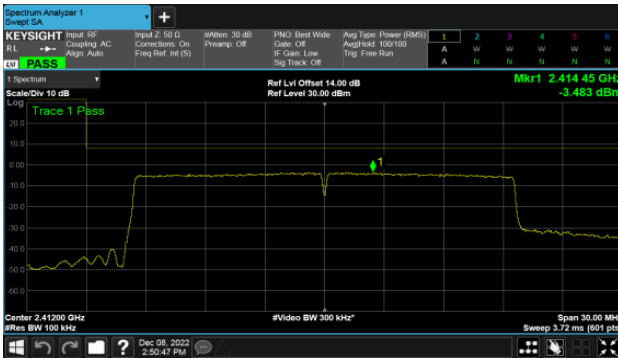 Spectrum Analyzer 1
Swept SA
+
KEYSIGHT Input: RF Input Z: 50 Ω #Atten: 30 dB PNO: Best Wide Avg Type: Power (RMS) 1 2 3 4 5 6
RL Coupling: AC Corrections: On Preamp: Off Gate: Off Avg|Hold: 100/100 A W W W W W
Align: Auto Freq Ref: Int (S) IF Gain: Low Trig: Free Run
Sig Track: Off A N N N N N
LXI PASS
1 Spectrum Ref Lvl Offset 14.00 dB Mkr1 2.414 45 GHz
Scale/Div 10 dB Ref Level 30.00 dBm -3.483 dBm
Log
Trace 1 Pass
20.0
10.0
0.00
1
-10.0
-20.0
-30.0
-40.0
-50.0
-60.0
Center 2.41200 GHz #Video BW 300 kHz* Span 30.00 MHz
#Res BW 100 kHz Sweep 3.72 ms (601 pts)
? Dec 08, 2022
2:50:47 PM